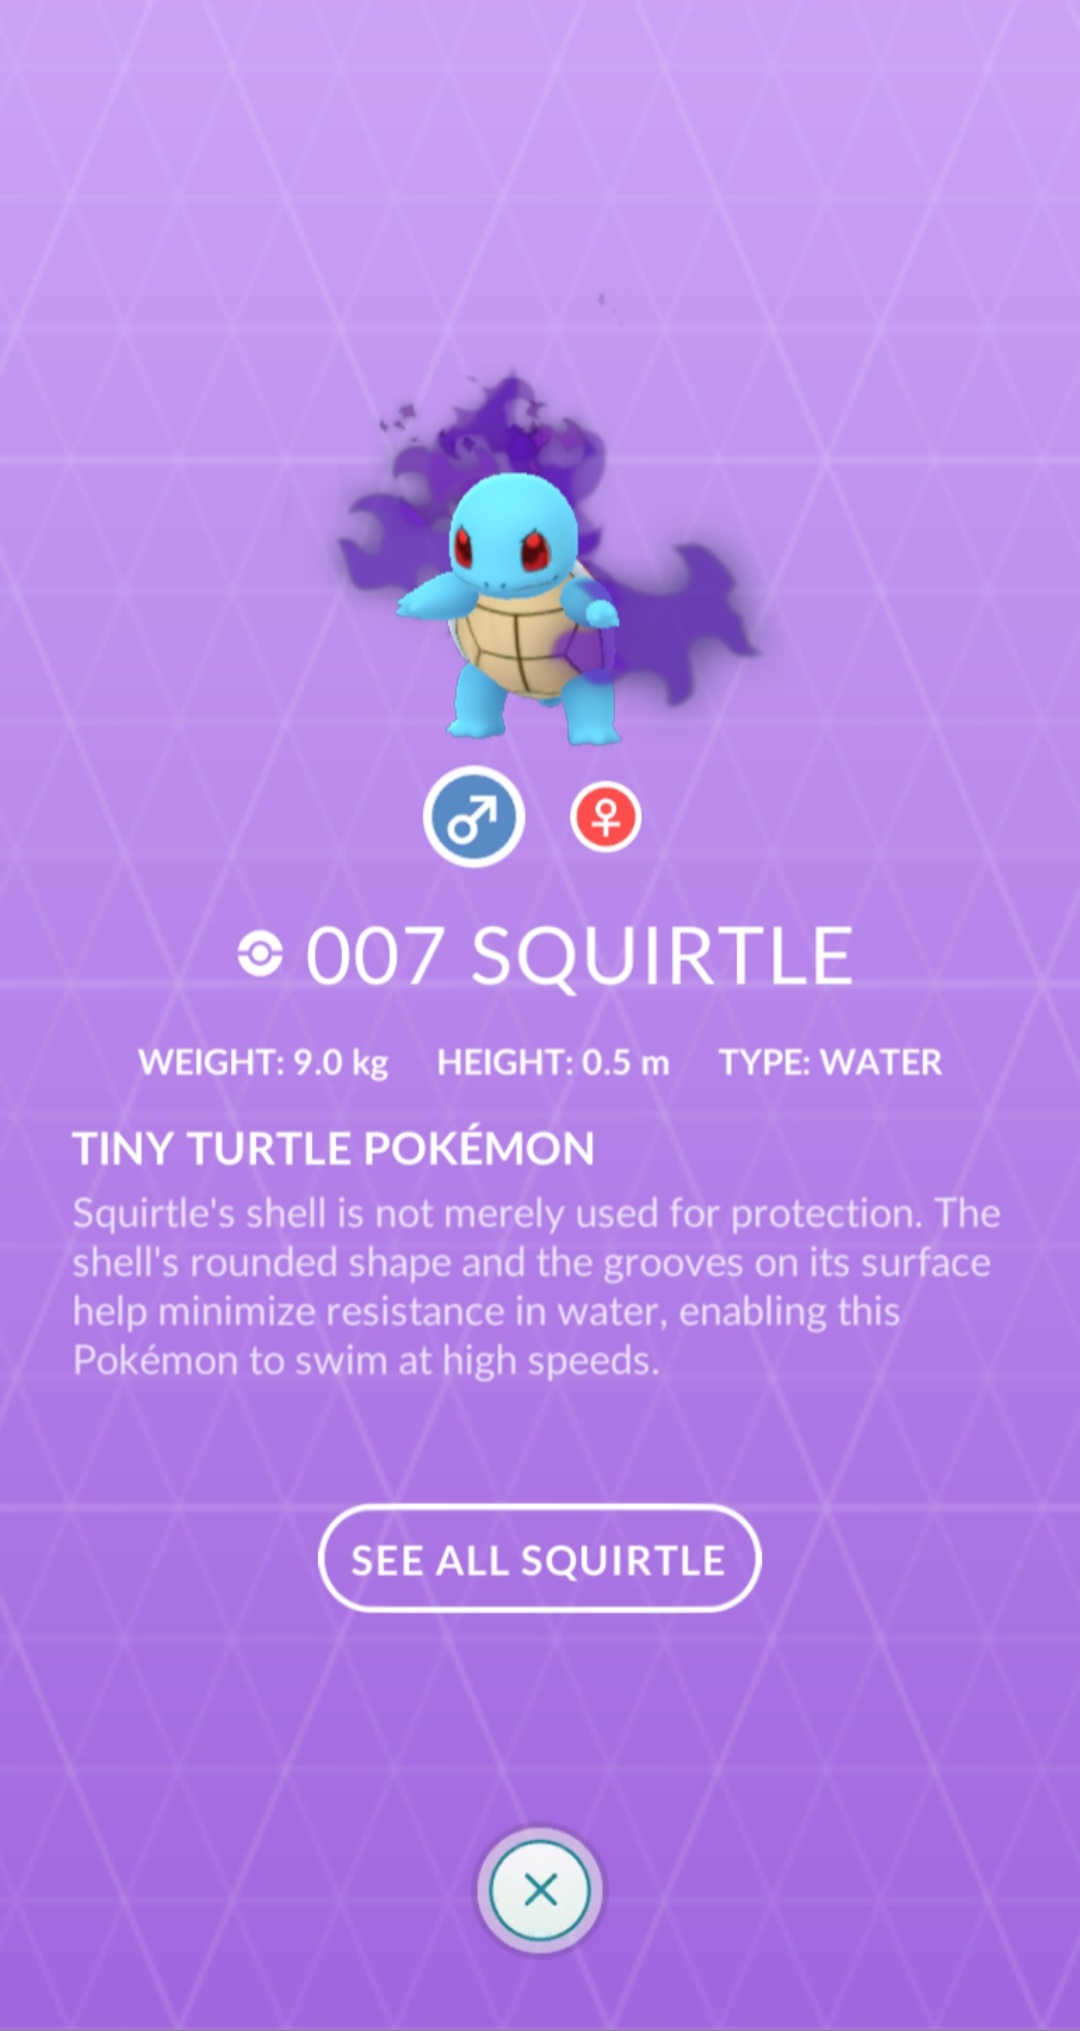 007 SQUIRTLE
WEIGHT: 9.0 kg HEIGHT: 0.5 m TYPE: WATER
TINY TURTLE POKÉMON
Squirtle's shell is not merely used for protection. The
shell's rounded shape and the grooves on its surface
help minimize resistance in water, enabling this
Pokémon to swim at high speeds.
SEE ALL SQUIRTLE